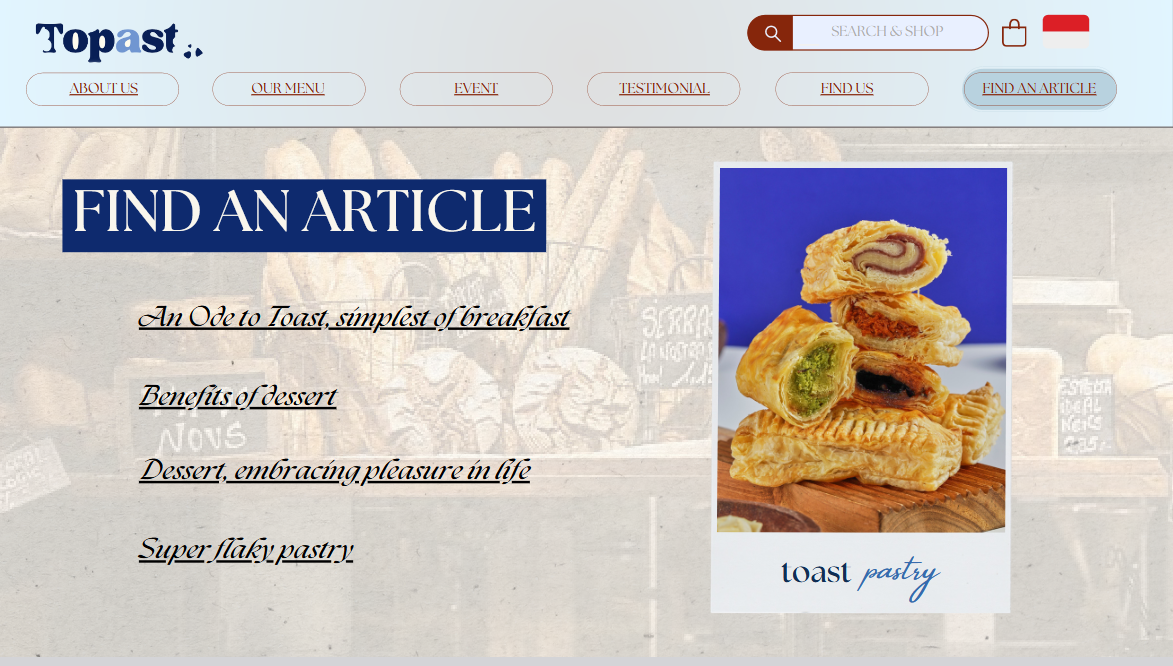 Topast
SEARCH & SHOP
ABOUT US
OUR MENU
EVENT
TESTIMONIAL
FIND US
FIND AN ARTICLE
FIND AN ARTICLE
An Ode to Toast, simplest of breakfast
Benefits of dessert
NOUS
Dessert, embracing pleasure in life
Super flaky pastry
toast pastry